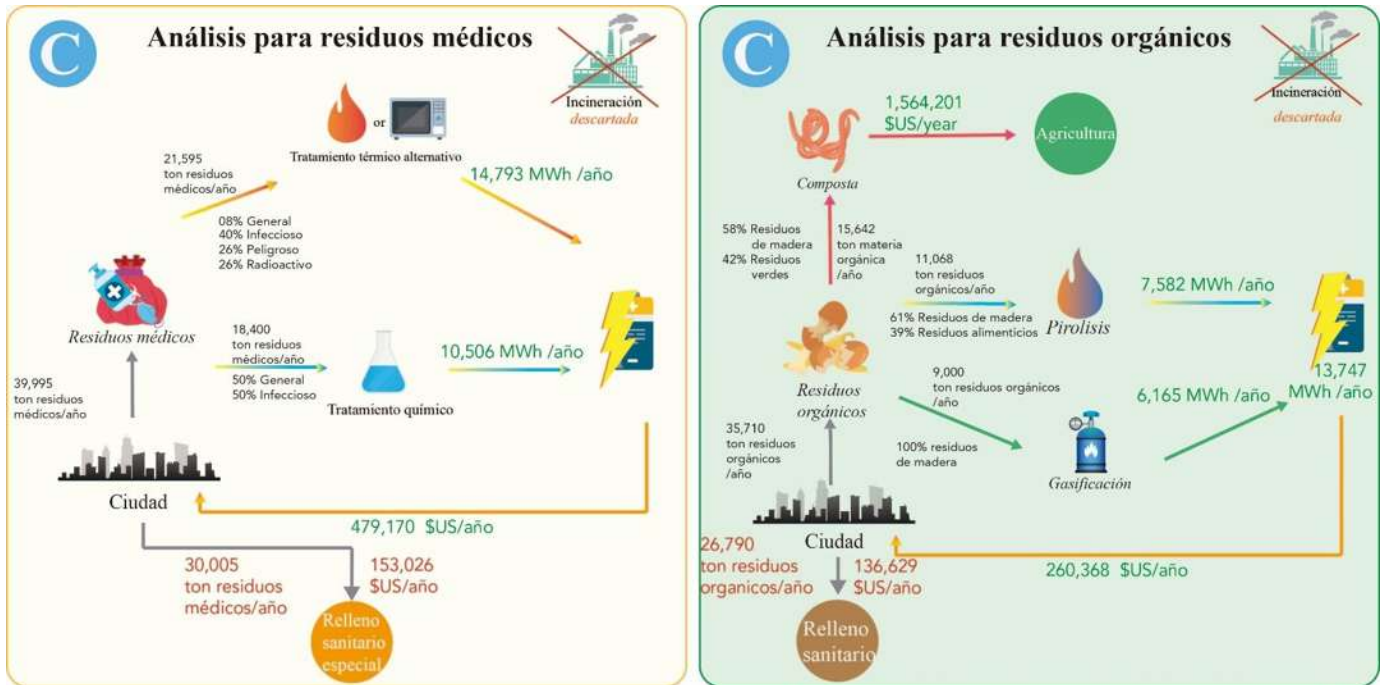 C
Análisis para residuos médicos
Incineración
descartada
or
Tratamiento térmico alternativo
21,595
ton residuos
médicos/año
14,793 MWh /año
08% General
40% Infeccioso
26% Peligroso
26% Radioactivo
Residuos médicos
18,400
ton residuos
médicos/año
50% General
50% Infeccioso
10,506 MWh /año
Tratamiento químico
39,995
ton residuos
médicos/año
Ciudad
479,170 $US/año
30,005
ton residuos
médicos/año
153,026
$US/año
Relleno
sanitario
especial
C
Análisis para residuos orgánicos
Incineración
descartada
1,564,201
$US/year
Agricultura
Composta
58% Residuos
de madera
42% Residuos
verdes
15,642
ton materia
orgánica
/año
11,068
ton residuos
orgánicos/año
61% Residuos de madera
39% Residuos alimenticios
Pirolisis
7,582 MWh /año
13,747
MWh /año
Residuos
orgánicos
9,000
ton residuos orgánicos
/año
6,165 MWh /año
100% residuos
de madera
Gasificación
35,710
ton residuos
orgánicos
/año
Ciudad
26,790
ton residuos
organicos/año
136,629
$US/año
260,368 $US/año
Relleno
sanitario